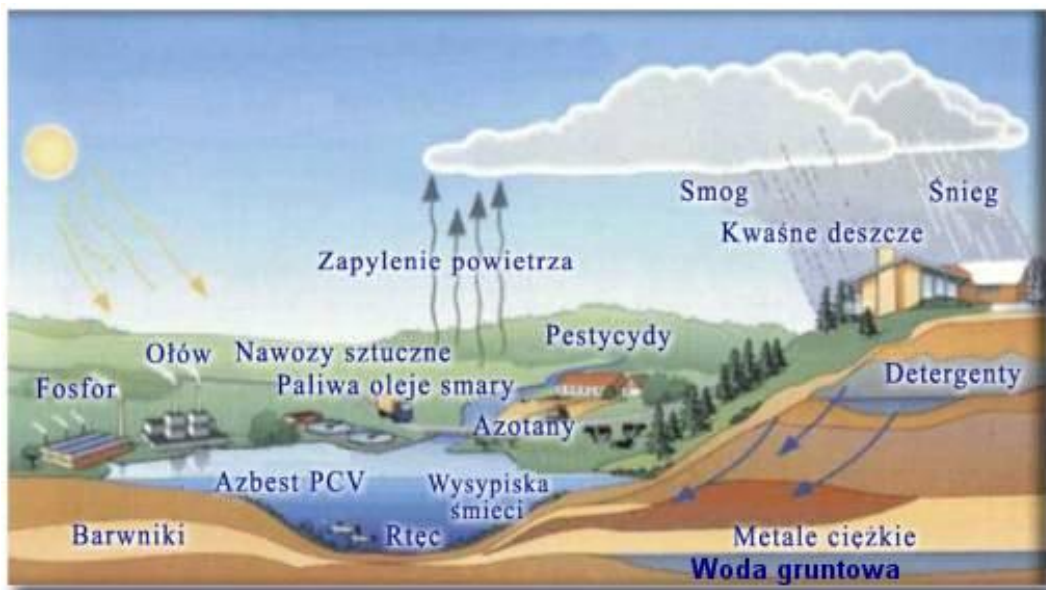 Smog
Śnieg
Kwaśne deszcze
Zapylenie powietrza
Pestycydy
Ołów
Nawozy sztuczne
Fosfor
Paliwa oleje smary
Detergenty
Azotany
Azbest PCV
Wysypiska
śmieci
Barwniki
Rtęc
Metale ciężkie
Woda gruntowa